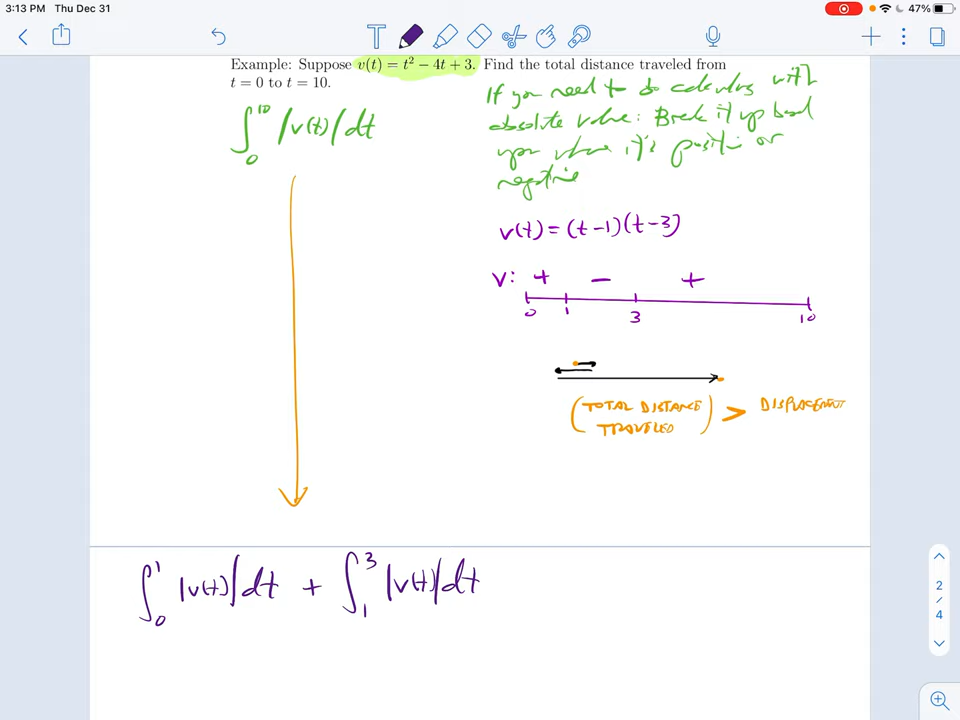 3:13 PM Thu Dec 31
47%
Example: Suppose v(t) = t² − 4t + 3. Find the total distance traveled from
t = 0 to t = 10.
∫₀¹⁰ |v(t)| dt
If you need to do calculus with
absolute value: Break it up based
upon where it's positive or
negative
v(t) = (t−1)(t−3)
V: + − +
0 1 3 10
(TOTAL DISTANCE TRAVELED) > DISPLACEMENT
∫₀¹ |v(t)| dt + ∫₁³ |v(t)| dt
2
/
4